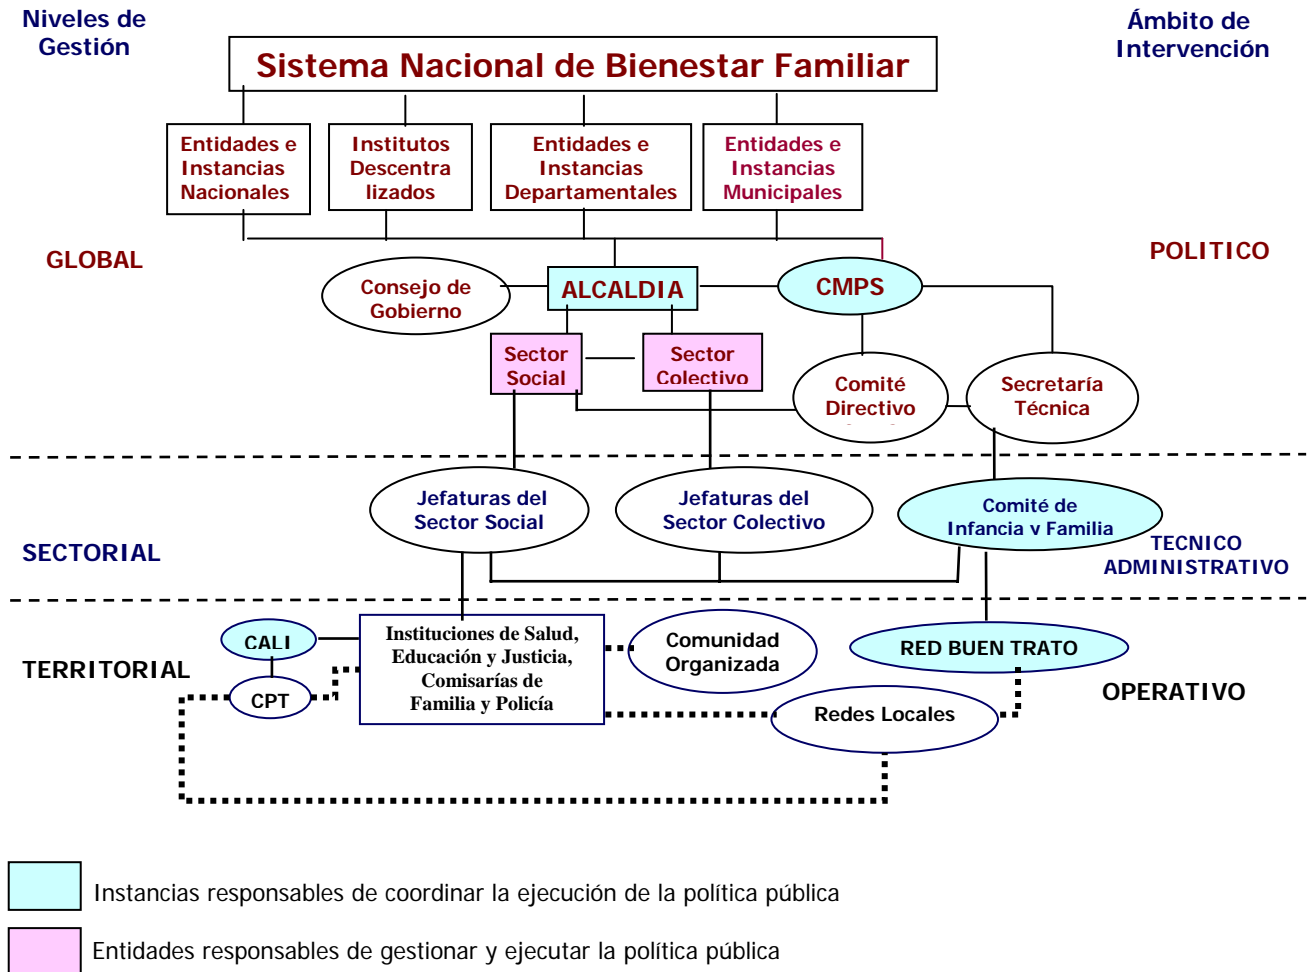 Niveles de
Gestión
Ámbito de
Intervención
Sistema Nacional de Bienestar Familiar
Entidades e
Instancias
Nacionales
Institutos
Descentra
lizados
Entidades e
Instancias
Departamentales
Entidades e
Instancias
Municipales
GLOBAL
POLITICO
Consejo de
Gobierno
ALCALDIA
CMPS
Sector
Social
Sector
Colectivo
Comité
Directivo
Secretaría
Técnica
Jefaturas del
Sector Social
Jefaturas del
Sector Colectivo
Comité de
Infancia y Familia
SECTORIAL
TECNICO
ADMINISTRATIVO
CALI
Instituciones de Salud,
Educación y Justicia,
Comisarías de
Familia y Policía
Comunidad
Organizada
RED BUEN TRATO
TERRITORIAL
CPT
OPERATIVO
Redes Locales
Instancias responsables de coordinar la ejecución de la política pública
Entidades responsables de gestionar y ejecutar la política pública